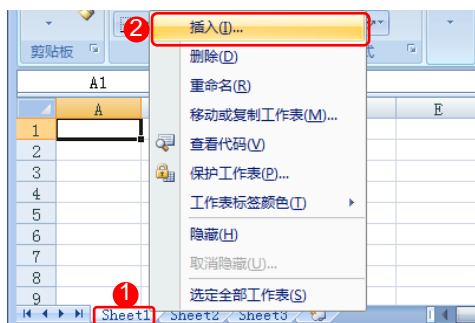 2
插入(I)...
剪贴板
删除(D)
式
A1
重命名(R)
A
E
移动或复制工作表(M)...
1
2
查看代码(V)
3
保护工作表(P)...
4
工作表标签颜色(T)
5
6
隐藏(H)
7
取消隐藏(U)...
8
9
1
选定全部工作表(S)
Sheet1 Sheet2 Sheet3